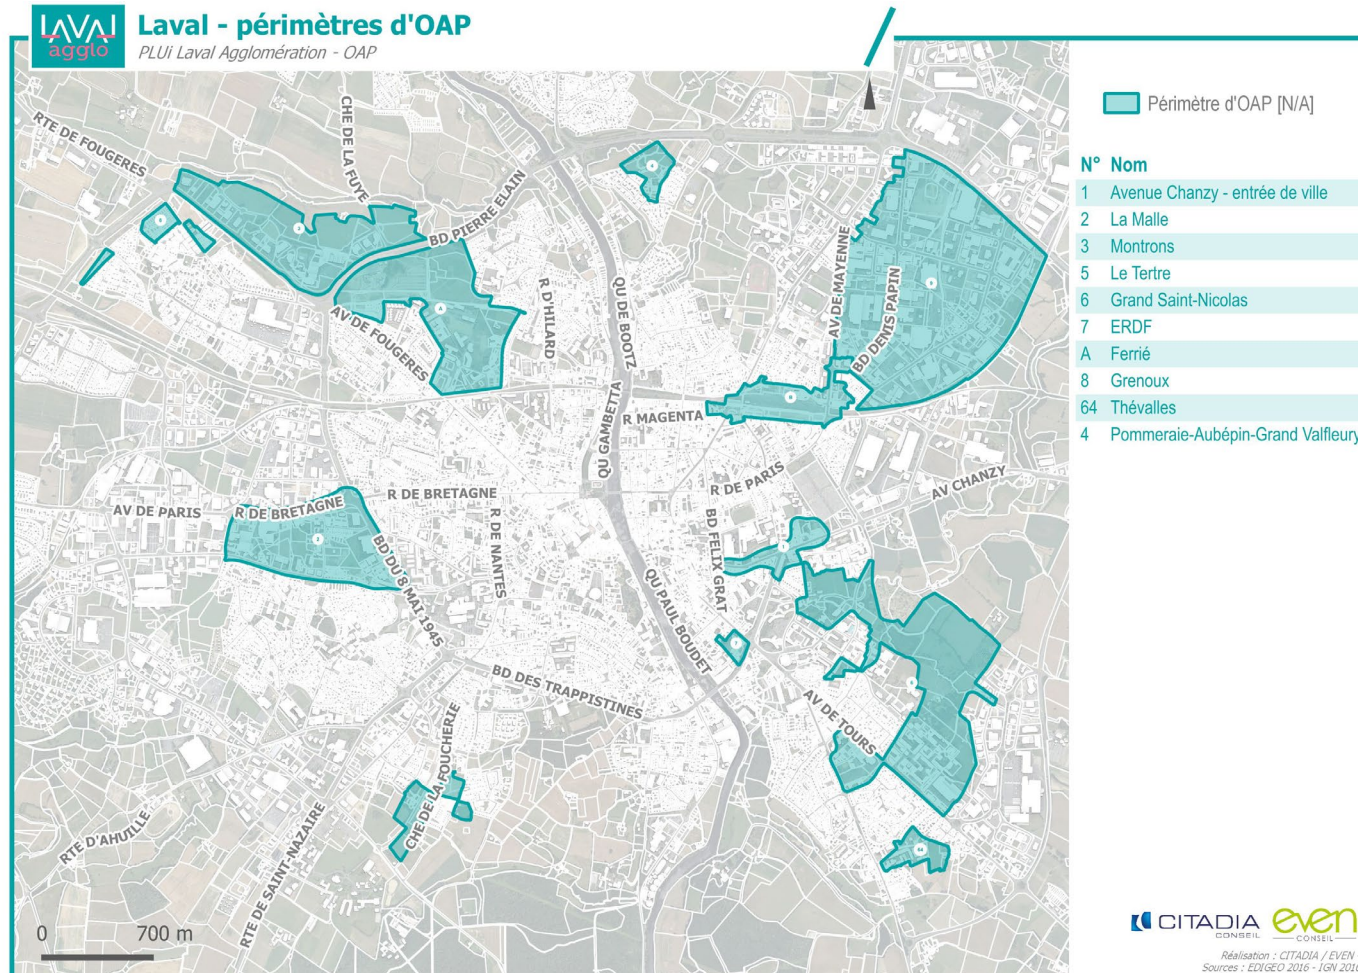 LAVAL
agglo
Laval - périmètres d'OAP
PLUi Laval Agglomération - OAP
Périmètre d'OAP [N/A]
N° Nom
1 Avenue Chanzy - entrée de ville
2 La Malle
3 Montrons
5 Le Tertre
6 Grand Saint-Nicolas
7 ERDF
A Ferrié
8 Grenoux
64 Thévalles
4 Pommeraie-Aubépin-Grand Valfleury
RTE DE FOUGERES
CHE DE LA FUYE
BD PIERRE ELAIN
AV DE FOUGERES
R D'HILARD
QU DE BOOTZ
AV DE MAYENNE
BD DENIS PAPIN
QU GAMBETTA
R MAGENTA
R DE PARIS
AV CHANZY
AV DE PARIS
R DE BRETAGNE
R DE BRETAGNE
R DE NANTES
BD DU 8 MAI 1945
BD FELIX GRAT
QU PAUL BOUDET
BD DES TRAPPISTINES
AV DE TOURS
CHE DE LA FOUCHERIE
RTE D'AHUILLE
RTE DE SAINT-NAZAIRE
A
1
7
64
0 700 m
CITADIA
CONSEIL
even
CONSEIL
Réalisation : CITADIA / EVEN
Sources : EDIGEO 2016 - IGN 2016